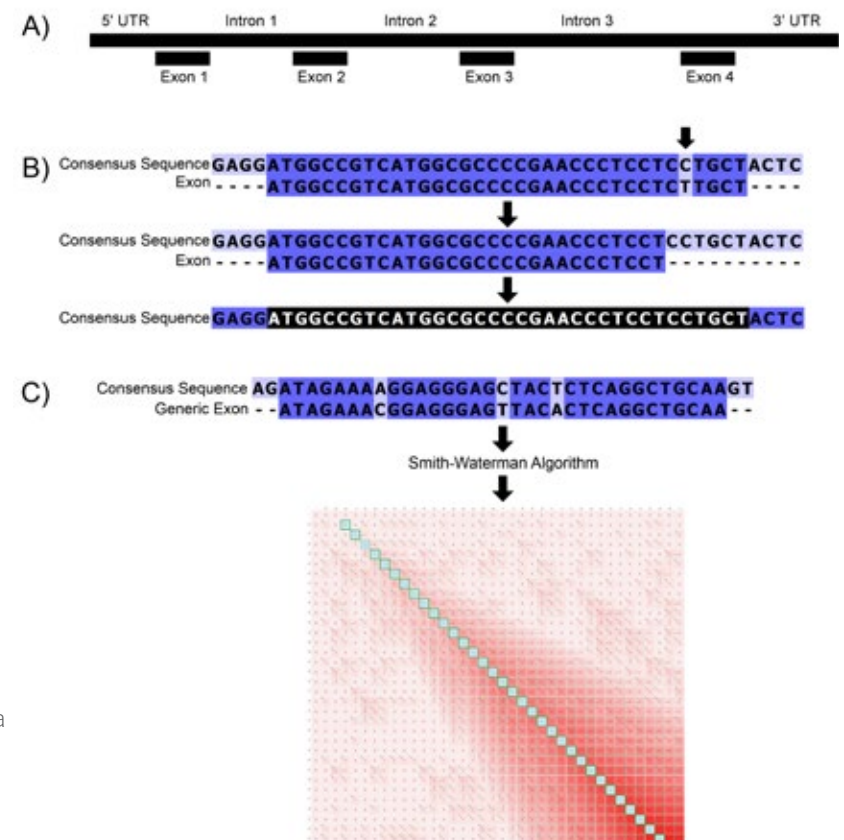 A)
5' UTR Intron 1 Intron 2 Intron 3 3' UTR
Exon 1 Exon 2 Exon 3 Exon 4
B)
Consensus Sequence GAGGATGGCCGTCATGGCGCCCCGAACCCTCCTCCTGCTACTC
Exon ----ATGGCCGTCATGGCGCCCCGAACCCTCCTCTTGCT----
Consensus Sequence GAGGATGGCCGTCATGGCGCCCCGAACCCTCCTCCTGCTACTC
Exon ----ATGGCCGTCATGGCGCCCCGAACCCTCCT----------
Consensus Sequence GAGGATGGCCGTCATGGCGCCCCGAACCCTCCTCCTGCTACTC
C)
Consensus Sequence AGATAGAAAAGGAGGGAGCTACTCTCAGGCTGCAAGT
Generic Exon --ATAGAAACGGAGGGAGTTACACTCAGGCTGCAA--
Smith-Waterman Algorithm
a